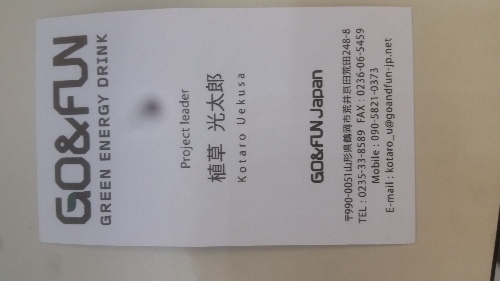 GO&FUN
GREEN ENERGY DRINK
Project leader
植草 光太郎
Kotaro Uekusa
GO&FUN Japan
〒990-0051山形県鶴岡市荒井京田荒田248-8
TEL : 0235-33-8589 FAX : 0236-06-5459
Mobile : 090-5821-0373
E-mail : kotaro_u@goandfun-jp.net